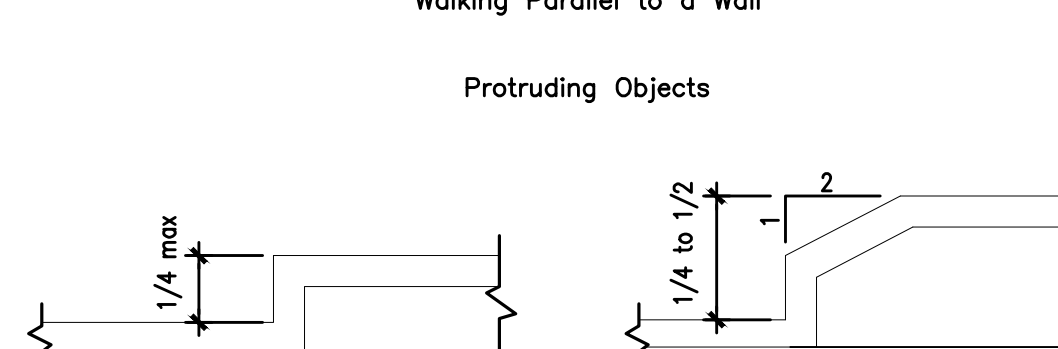 Walking Parallel to a Wall
Protruding Objects
1/4 max
1/4 to 1/2
2
1